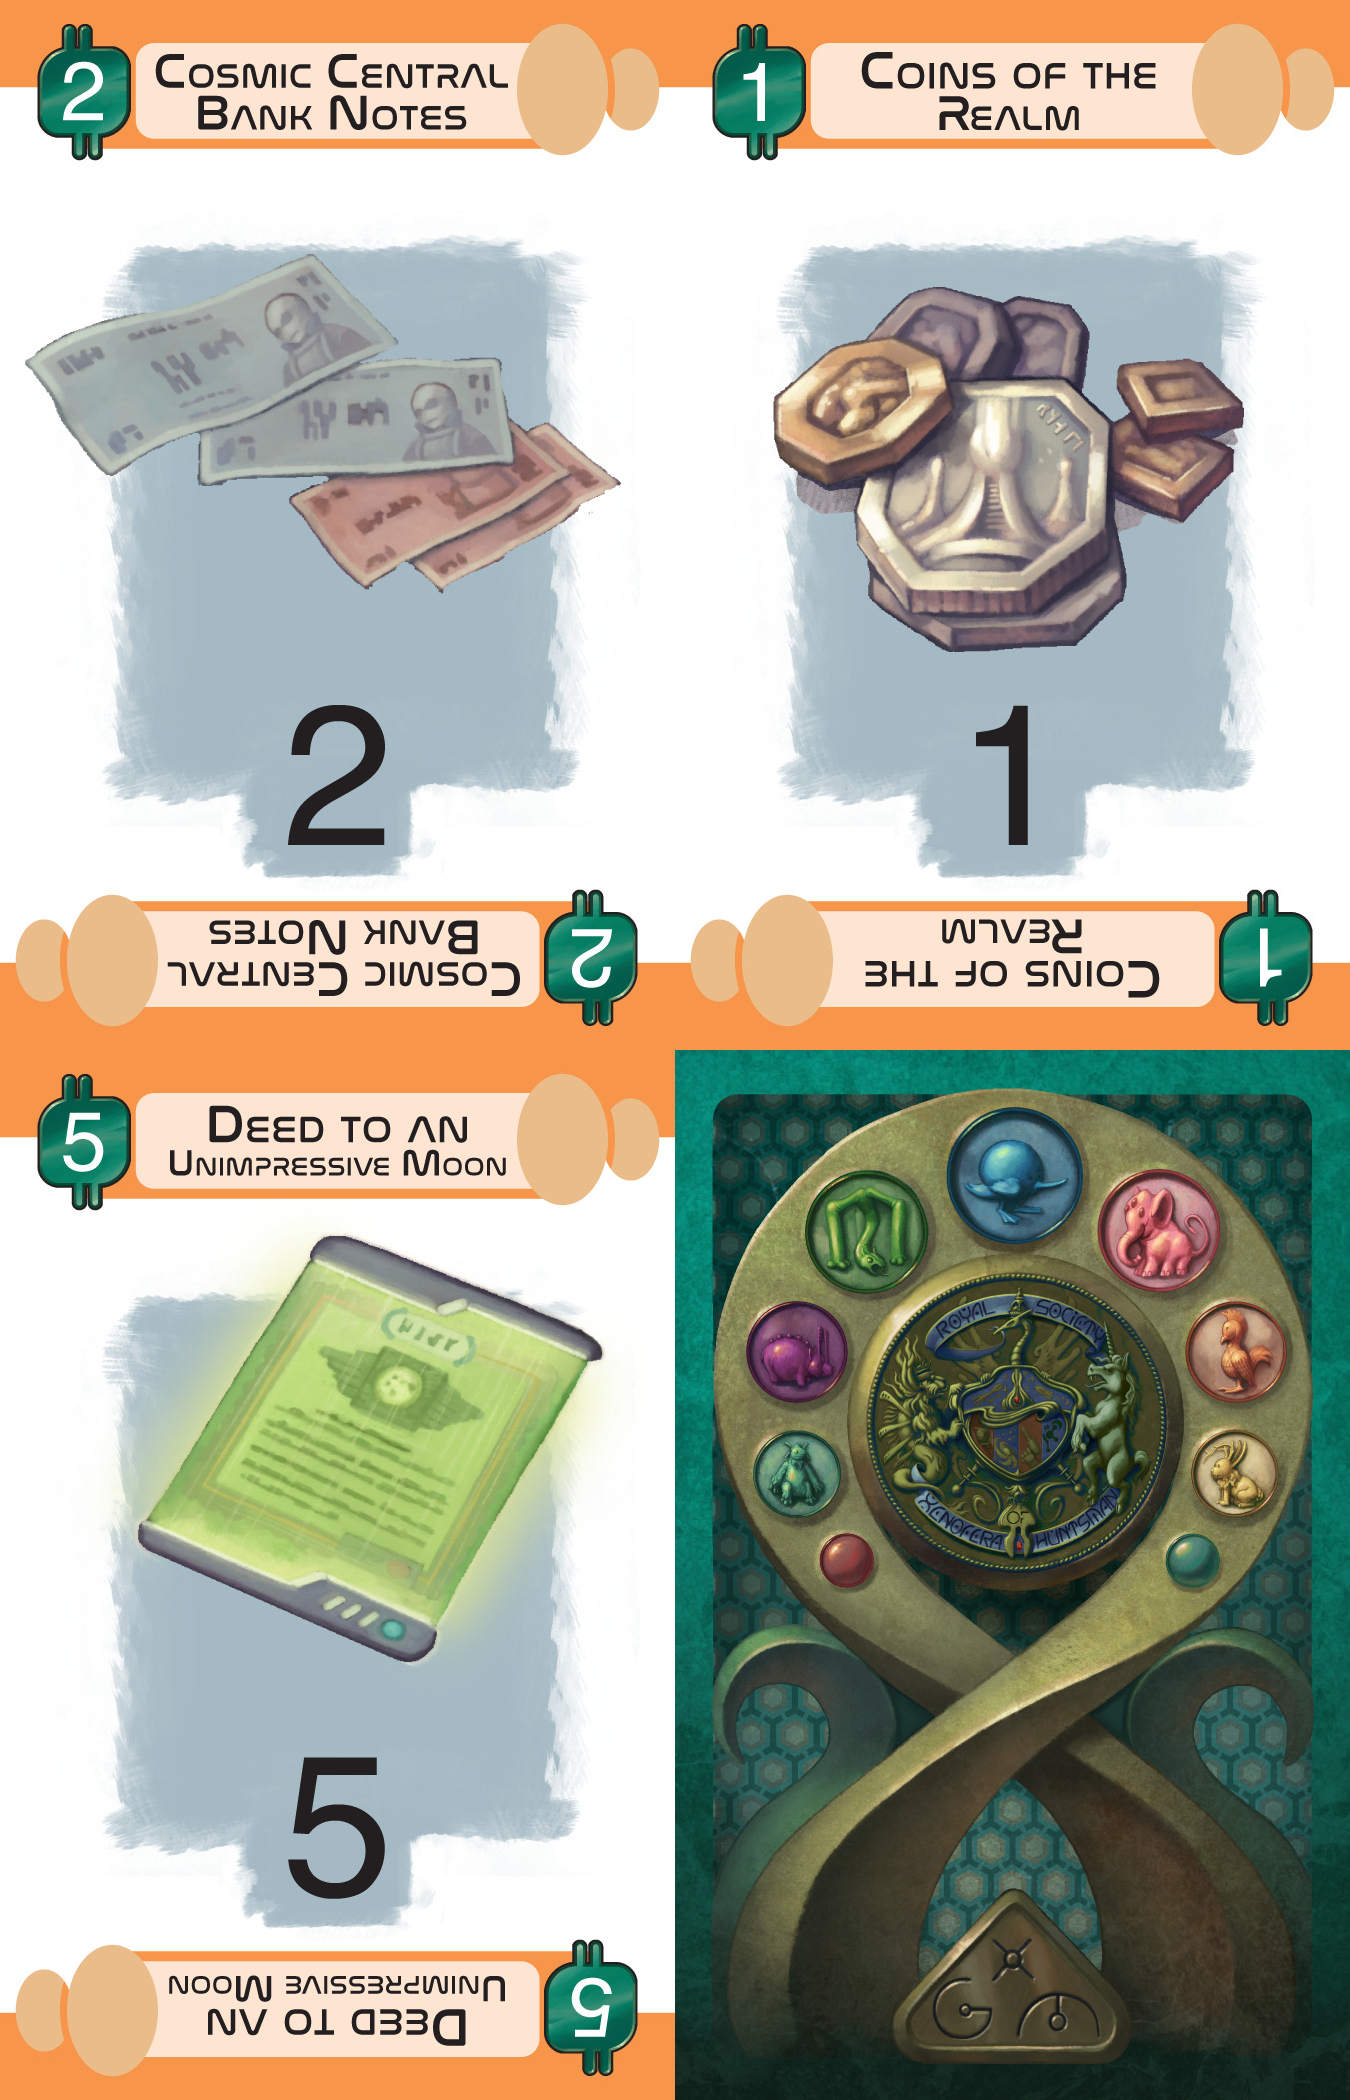 2
Cosmic Central
Bank Notes
2
2
Cosmic Central
Bank Notes
1
Coins of the
Realm
1
1
Coins of the
Realm
5
Deed to an
Unimpressive Moon
5
5
Deed to an
Unimpressive Moon
ROYAL SOCIETY
OF
XENOFERA HUNTSMAN